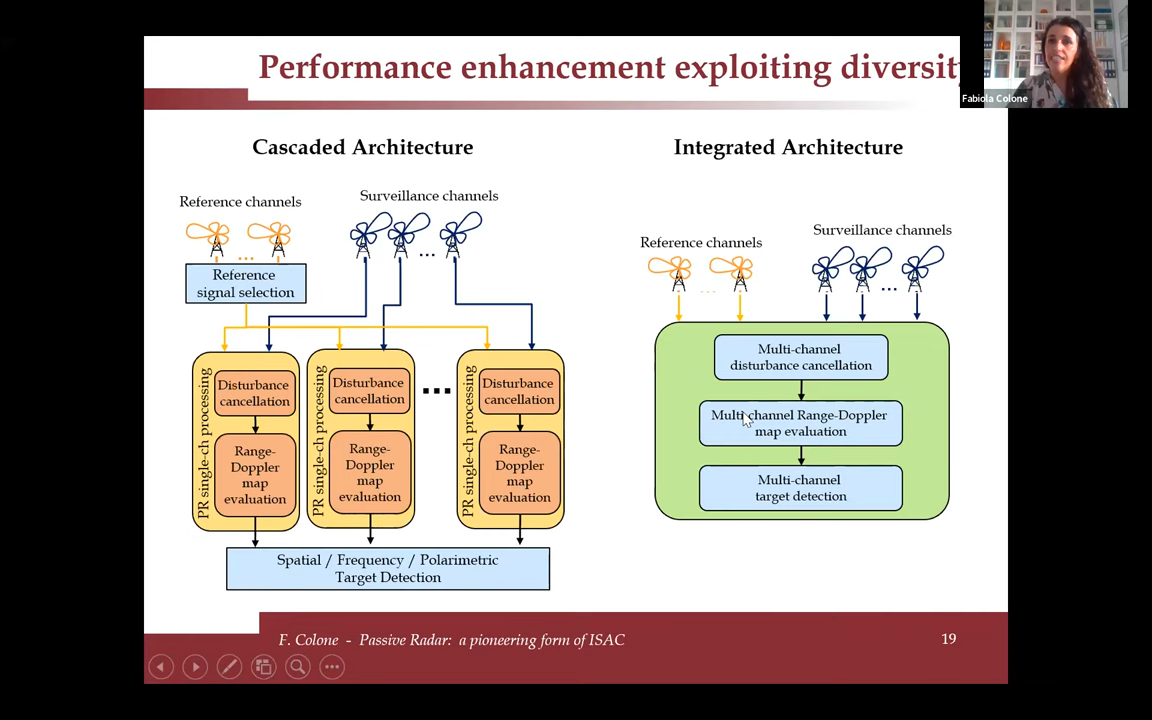 Performance enhancement exploiting diversit
Fabiola Colone
Cascaded Architecture
Reference channels
Surveillance channels
...
...
Reference
signal selection
PR single-ch processing
Disturbance
cancellation
Range-
Doppler
map
evaluation
PR single-ch processing
Disturbance
cancellation
Range-
Doppler
map
evaluation
...
PR single-ch processing
Disturbance
cancellation
Range-
Doppler
map
evaluation
Spatial / Frequency / Polarimetric
Target Detection
Integrated Architecture
Reference channels
Surveillance channels
...
...
Multi-channel
disturbance cancellation
Multi-channel Range-Doppler
map evaluation
Multi-channel
target detection
F. Colone - Passive Radar: a pioneering form of ISAC
19